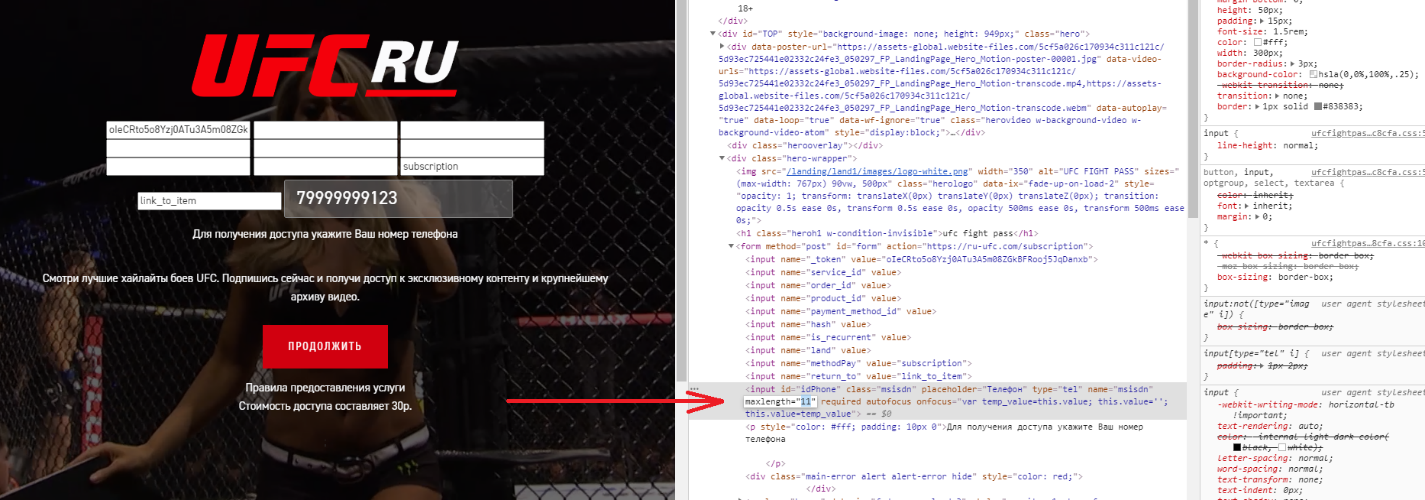 UFC RU
oIeCRto5o8Yzj0ATu3A5m08ZGk
subscription
link_to_item
79999999123
Для получения доступа укажите Ваш номер телефона
Смотри лучшие хайлайты боев UFC. Подпишись сейчас и получи доступ к эксклюзивному контенту и крупнейшему
архиву видео.
ПРОДОЛЖИТЬ
Правила предоставления услуги
Стоимость доступа составляет 30р.
18+
</div>
<div id="TOP" style="background-image: none; height: 949px;" class="hero">
<div data-poster-url="https://assets-global.website-files.com/5cf5a026c170934c311c121c/
5d93ec725441e02312c24fe3_050297_FP_LandingPage_Hero_Motion-poster-00001.jpg" data-video-
urls="https://assets-global.website-files.com/5cf5a026c170934c311c121c/
5d93ec725441e02312c24fe3_050297_FP_LandingPage_Hero_Motion-transcode.mp4,https://assets-
global.website-files.com/5cf5a026c170934c311c121c/
5d93ec725441e02312c24fe3_050297_FP_LandingPage_Hero_Motion-transcode.webm" data-autoplay=
"true" data-loop="true" data-wf-ignore="true" class="herovideo w-background-video w-
background-video-atom" style="display:block;">…</div>
<div class="herooverlay"></div>
<div class="hero-wrapper">
<img src="/landing/land1/images/logo-white.png" width="350" alt="UFC FIGHT PASS" sizes="
(max-width: 767px) 90vw, 500px" class="herologo" data-ix="fade-up-on-load-2" style=
"opacity: 1; transform: translateX(0px) translateY(0px) translateZ(0px); transition:
opacity 0.5s ease 0s, transform 0.5s ease 0s, opacity 500ms ease 0s, transform 500ms ease
0s;">
<h1 class="heroh1 w-condition-invisible">ufc fight pass</h1>
<form method="post" id="form" action="https://ru-ufc.com/subscription">
<input name="_token" value="oIeCRto5o8Yzj0ATu3A5m08ZGkBFRooj5JqDanxb">
<input name="service_id" value>
<input name="order_id" value>
<input name="product_id" value>
<input name="payment_method_id" value>
<input name="hash" value>
<input name="is_recurrent" value>
<input name="land" value>
<input name="methodPay" value="subscription">
<input name="return_to" value="link_to_item">
<input id="idPhone" class="msisdn" placeholder="Телефон" type="tel" name="msisdn"
maxlength="11" required autofocus onfocus="var temp_value=this.value; this.value='';
this.value=temp_value"> == $0
<p style="color: #fff; padding: 10px 0">Для получения доступа укажите Ваш номер
телефона
</p>
<div class="main-error alert alert-error hide" style="color: red;">
</div>
height: 50px;
padding: 15px;
font-size: 1.5rem;
color: #fff;
width: 300px;
border-radius: 3px;
background-color: hsla(0,0%,100%,.25);
-webkit-transition: none;
transition: none;
border: 1px solid #838383;
}
input { ufcfightpas…c8cfa.css:5
line-height: normal;
}
button, input, ufcfightpas…c8cfa.css:1
optgroup, select, textarea {
color: inherit;
font: inherit;
margin: 0;
}
* { ufcfightpas…c8cfa.css:10
-webkit-box-sizing: border-box;
-moz-box-sizing: border-box;
box-sizing: border-box;
}
input:not([type="imag user agent stylesheet
e" i]) {
box-sizing: border-box;
}
input[type="tel" i] { user agent stylesheet
padding: 1px 2px;
}
input { user agent stylesheet
-webkit-writing-mode: horizontal-tb
!important;
text-rendering: auto;
color: -internal-light-dark-color(
black, white);
letter-spacing: normal;
word-spacing: normal;
text-transform: none;
text-indent: 0px;